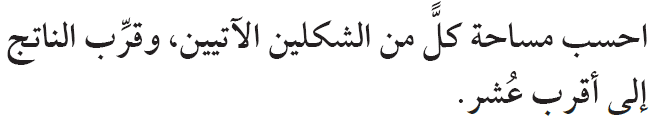 احسب مساحة كلًّ من الشكلين الآتيين، وقرِّب الناتج
إلى أقرب عُشر.